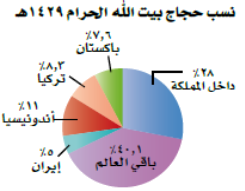 نسب حجاج بيت الله الحرام ١٤٢٩هـ
٪٧,٦
باكستان
٪٨,٣
تركيا
٪٢٨
داخل المملكة
٪١١
أندونيسيا
٪٥
إيران
٪٤٠,١
باقي العالم